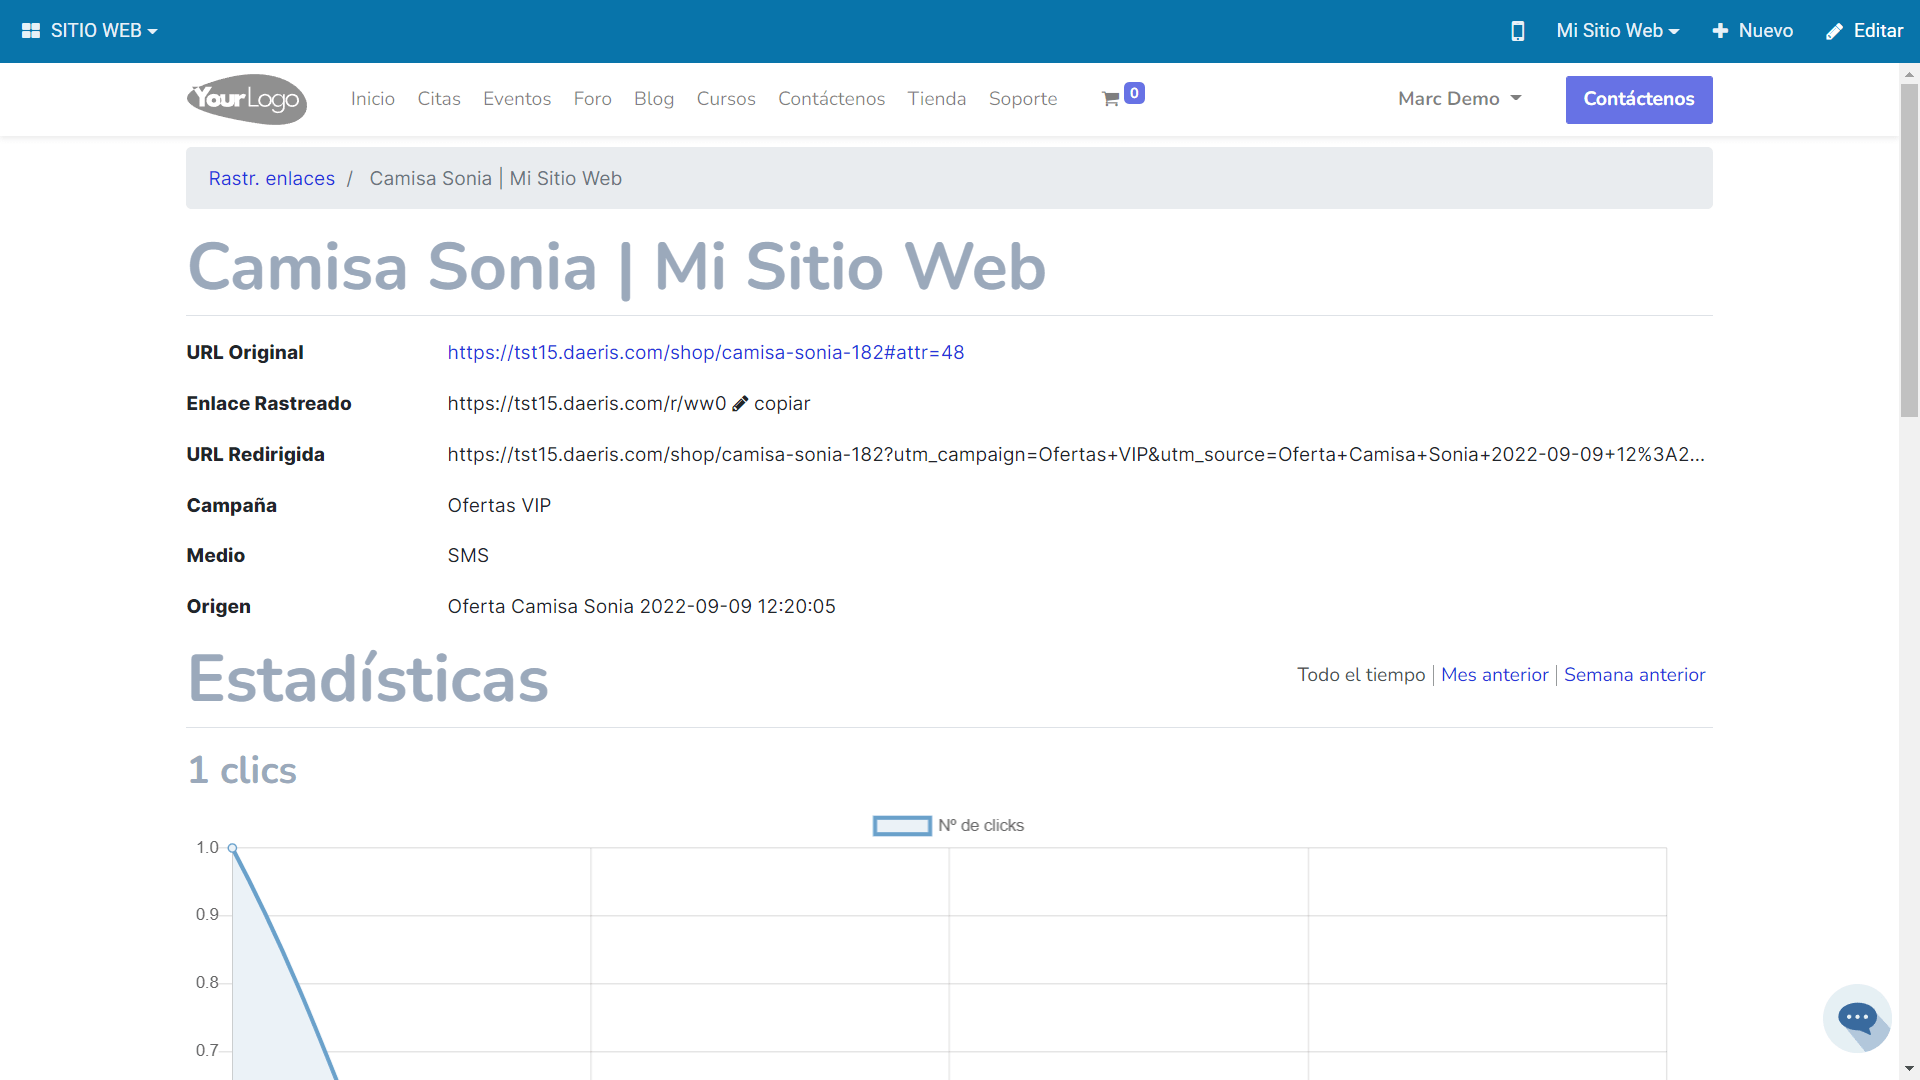 SITIO WEB
Mi Sitio Web
Nuevo
Editar
YourLogo
Inicio Citas Eventos Foro Blog Cursos Contáctenos Tienda Soporte
0
Marc Demo
Contáctenos
Rastr. enlaces / Camisa Sonia | Mi Sitio Web
Camisa Sonia | Mi Sitio Web
URL Original https://tst15.daeris.com/shop/camisa-sonia-182#attr=48
Enlace Rastreado https://tst15.daeris.com/r/ww0 copiar
URL Redirigida https://tst15.daeris.com/shop/camisa-sonia-182?utm_campaign=Ofertas+VIP&utm_source=Oferta+Camisa+Sonia+2022-09-09+12%3A2...
Campaña Ofertas VIP
Medio SMS
Origen Oferta Camisa Sonia 2022-09-09 12:20:05
Estadísticas
Todo el tiempo | Mes anterior | Semana anterior
1 clics
Nº de clicks
1.0
0.9
0.8
0.7